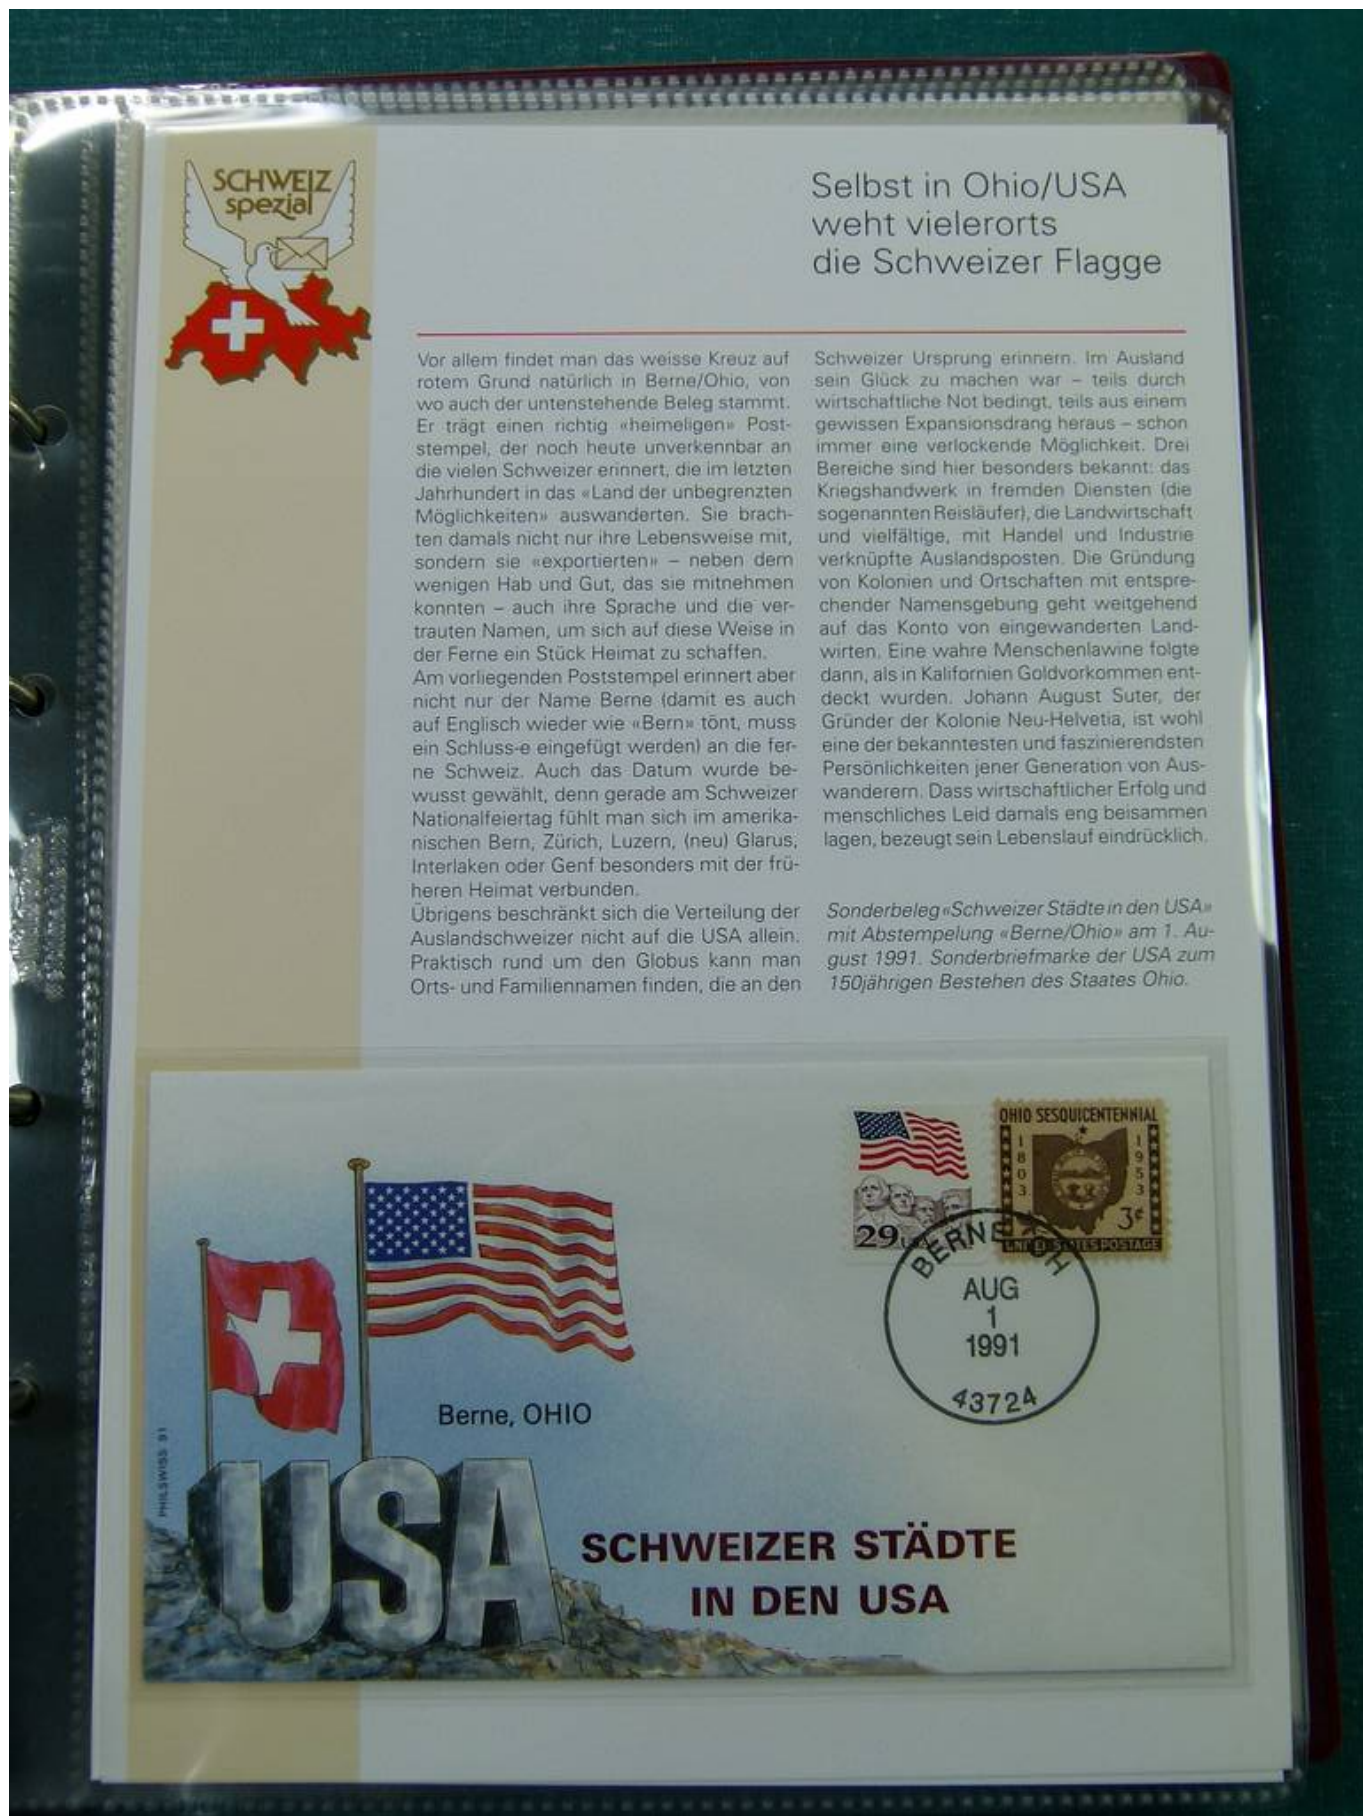 SCHWEIZ
spezial
Selbst in Ohio/USA
weht vielerorts
die Schweizer Flagge
Vor allem findet man das weisse Kreuz auf
rotem Grund natürlich in Berne/Ohio, von
wo auch der untenstehende Beleg stammt.
Er trägt einen richtig «heimeligen» Post-
stempel, der noch heute unverkennbar an
die vielen Schweizer erinnert, die im letzten
Jahrhundert in das «Land der unbegrenzten
Möglichkeiten» auswanderten. Sie brach-
ten damals nicht nur ihre Lebensweise mit,
sondern sie «exportierten» – neben dem
wenigen Hab und Gut, das sie mitnehmen
konnten – auch ihre Sprache und die ver-
trauten Namen, um sich auf diese Weise in
der Ferne ein Stück Heimat zu schaffen.
Am vorliegenden Poststempel erinnert aber
nicht nur der Name Berne (damit es auch
auf Englisch wieder wie «Bern» tönt, muss
ein Schluss-e eingefügt werden) an die fer-
ne Schweiz. Auch das Datum wurde be-
wusst gewählt, denn gerade am Schweizer
Nationalfeiertag fühlt man sich im amerika-
nischen Bern, Zürich, Luzern, (neu) Glarus,
Interlaken oder Genf besonders mit der frü-
heren Heimat verbunden.
Übrigens beschränkt sich die Verteilung der
Auslandschweizer nicht auf die USA allein.
Praktisch rund um den Globus kann man
Orts- und Familiennamen finden, die an den
Schweizer Ursprung erinnern. Im Ausland
sein Glück zu machen war – teils durch
wirtschaftliche Not bedingt, teils aus einem
gewissen Expansionsdrang heraus – schon
immer eine verlockende Möglichkeit. Drei
Bereiche sind hier besonders bekannt: das
Kriegshandwerk in fremden Diensten (die
sogenannten Reisläufer), die Landwirtschaft
und vielfältige, mit Handel und Industrie
verknüpfte Auslandsposten. Die Gründung
von Kolonien und Ortschaften mit entspre-
chender Namensgebung geht weitgehend
auf das Konto von eingewanderten Land-
wirten. Eine wahre Menschenlawine folgte
dann, als in Kalifornien Goldvorkommen ent-
deckt wurden. Johann August Suter, der
Gründer der Kolonie Neu-Helvetia, ist wohl
eine der bekanntesten und faszinierendsten
Persönlichkeiten jener Generation von Aus-
wanderern. Dass wirtschaftlicher Erfolg und
menschliches Leid damals eng beisammen
lagen, bezeugt sein Lebenslauf eindrücklich.
Sonderbeleg «Schweizer Städte in den USA»
mit Abstempelung «Berne/Ohio» am 1. Au-
gust 1991. Sonderbriefmarke der USA zum
150jährigen Bestehen des Staates Ohio.
OHIO SESQUICENTENNIAL
1803
1953
3¢
UNITED STATES POSTAGE
29 USA
BERNE OH
AUG
1
1991
43724
Berne, OHIO
PHILSWISS 91
USA
SCHWEIZER STÄDTE
IN DEN USA